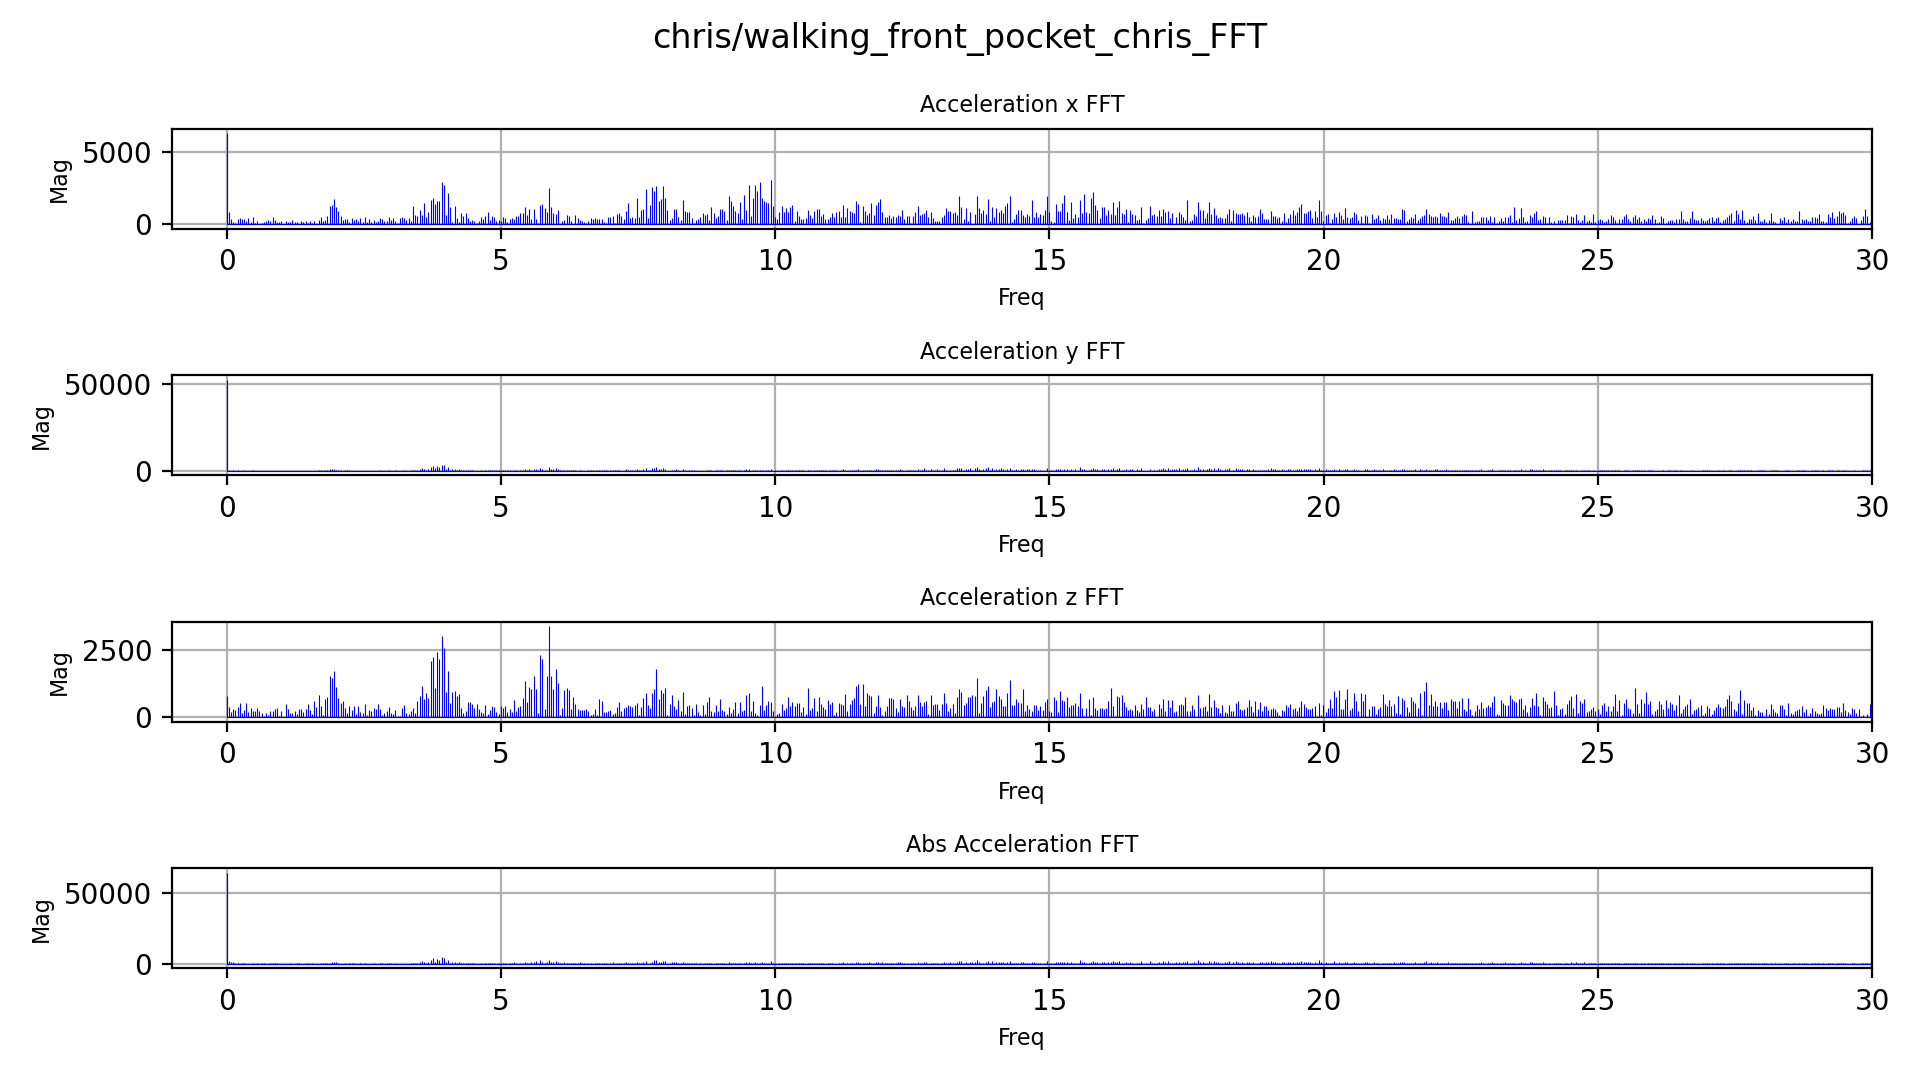 chris/walking_front_pocket_chris_FFT
Acceleration x FFT
Mag
5000
0
0 5 10 15 20 25 30
Freq
Acceleration y FFT
Mag
50000
0
0 5 10 15 20 25 30
Freq
Acceleration z FFT
Mag
2500
0
0 5 10 15 20 25 30
Freq
Abs Acceleration FFT
Mag
50000
0
0 5 10 15 20 25 30
Freq